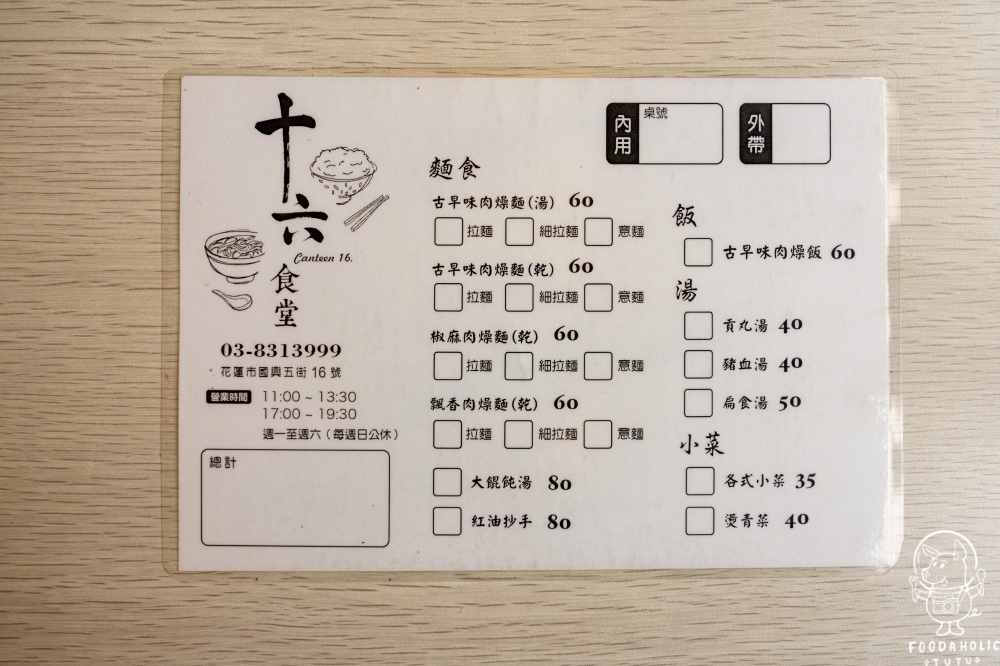 十六
Canteen 16.
食堂
03-8313999
花蓮市國興五街 16 號
營業時間 11:00 ~ 13:30
17:00 ~ 19:30
週一至週六（每週日公休）
總計
內用
桌號
外帶
麵食
古早味肉燥麵(湯) 60
拉麵 細拉麵 意麵
古早味肉燥麵(乾) 60
拉麵 細拉麵 意麵
椒麻肉燥麵(乾) 60
拉麵 細拉麵 意麵
飄香肉燥麵(乾) 60
拉麵 細拉麵 意麵
大餛飩湯 80
紅油抄手 80
飯
古早味肉燥飯 60
湯
貢丸湯 40
豬血湯 40
扁食湯 50
小菜
各式小菜 35
燙青菜 40
FOODAHOLIC
TUTU